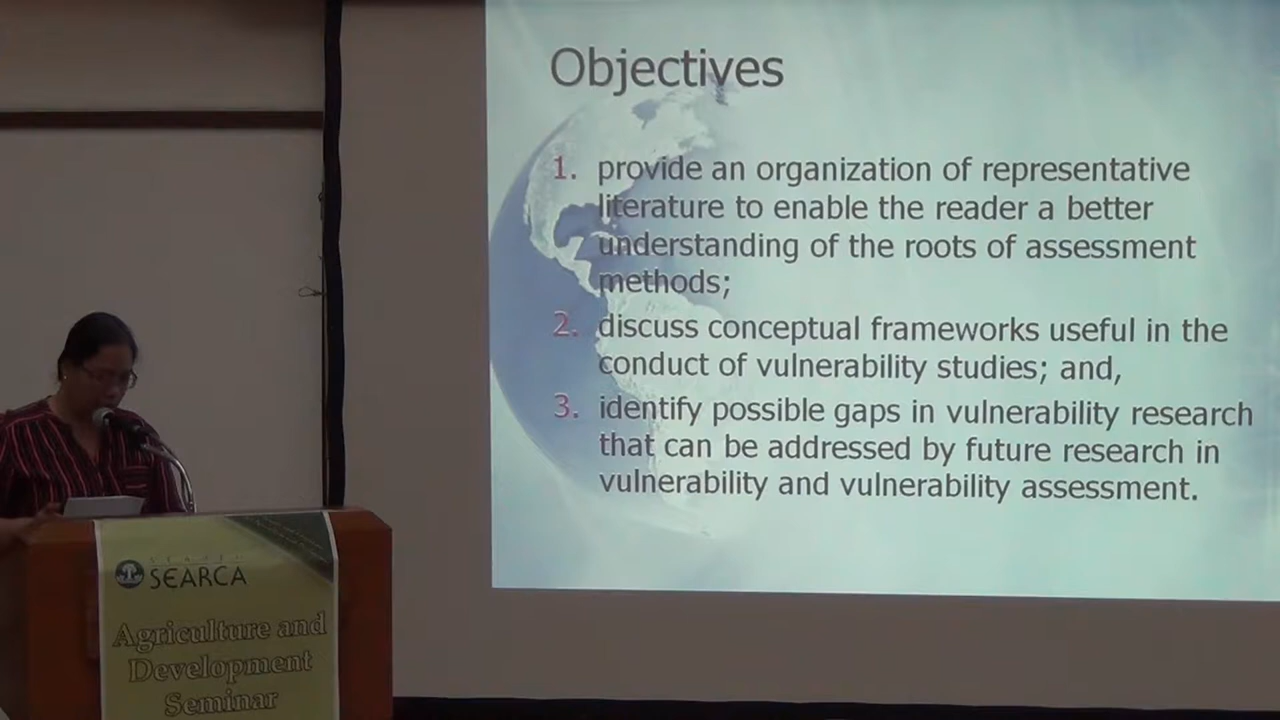 Objectives
1. provide an organization of representative
literature to enable the reader a better
understanding of the roots of assessment
methods;
2. discuss conceptual frameworks useful in the
conduct of vulnerability studies; and,
3. identify possible gaps in vulnerability research
that can be addressed by future research in
vulnerability and vulnerability assessment.
SEARCA
Agriculture and
Development
Seminar